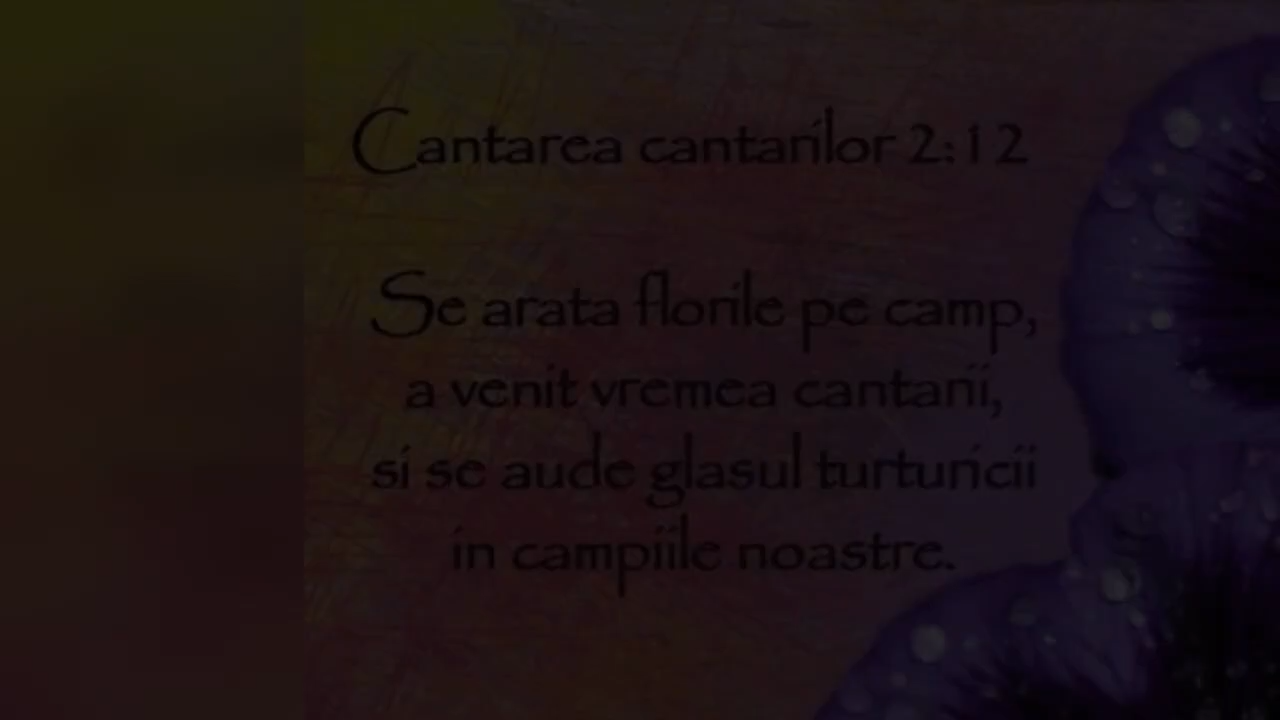 Cantarea cantarilor 2:12
Se arata florile pe camp,
a venit vremea cantarii,
si se aude glasul turturicii
in campiile noastre.